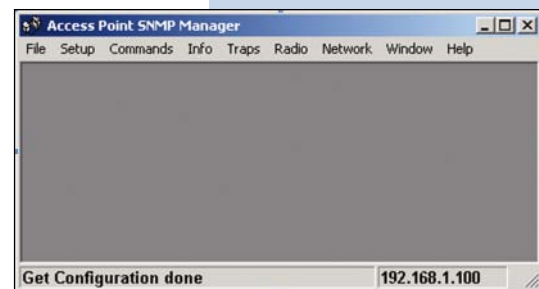 Access Point SNMP Manager
File Setup Commands Info Traps Radio Network Window Help
Get Configuration done 192.168.1.100